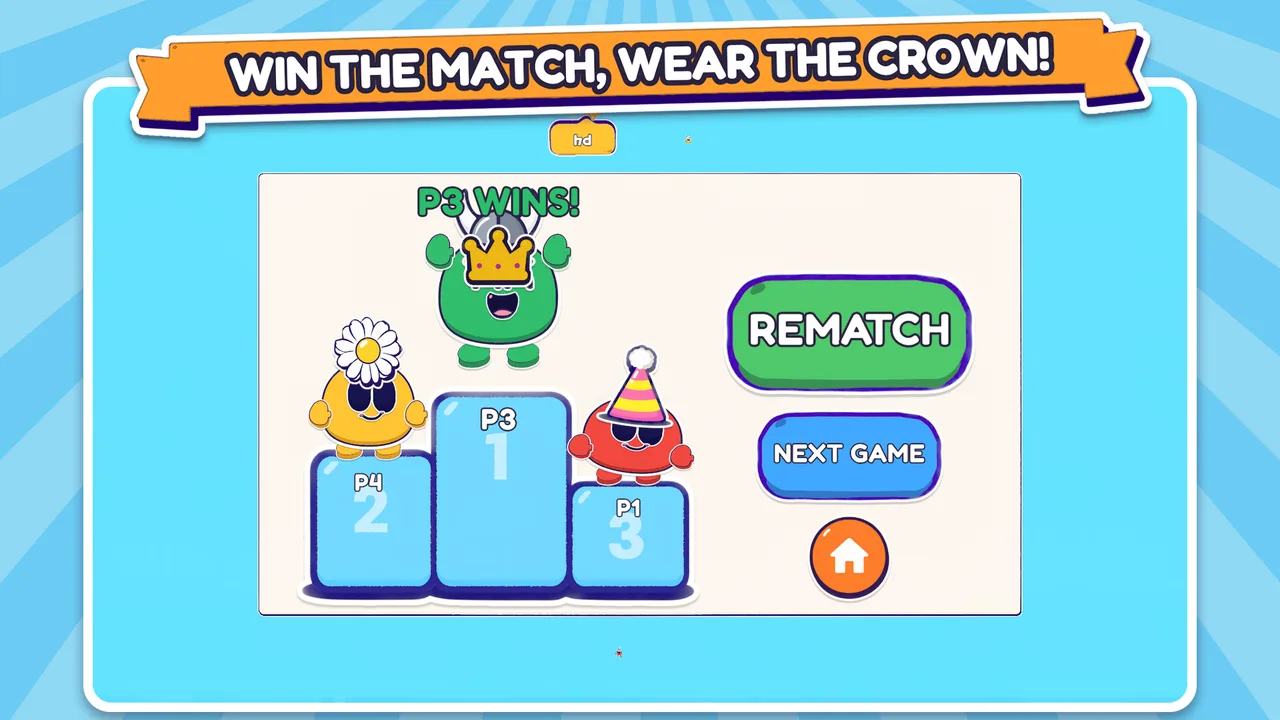 WIN THE MATCH, WEAR THE CROWN!
hd
P3 WINS!
P3
1
P4
2
P1
3
REMATCH
NEXT GAME